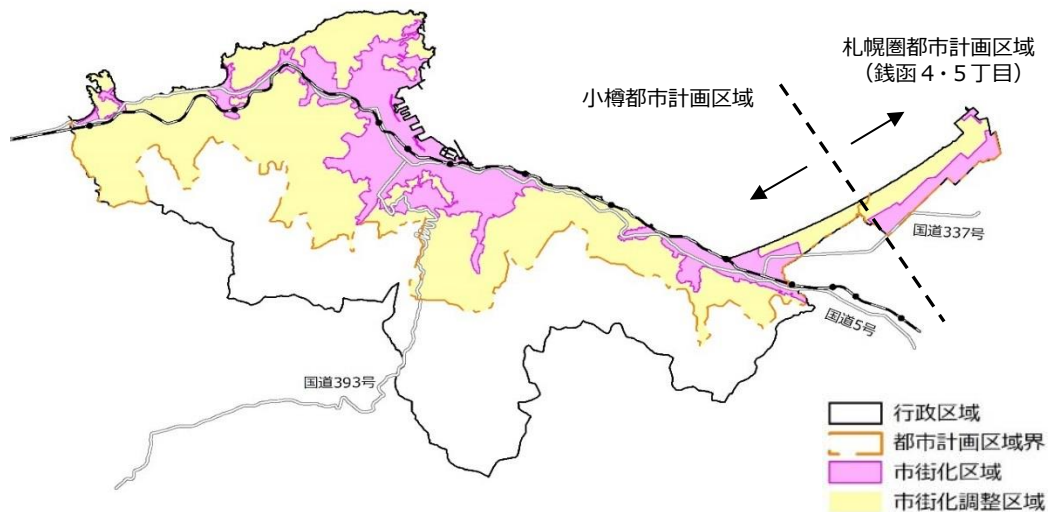 札幌圏都市計画区域
（銭函４・５丁目）
小樽都市計画区域
国道337号
国道5号
国道393号
行政区域
都市計画区域界
市街化区域
市街化調整区域